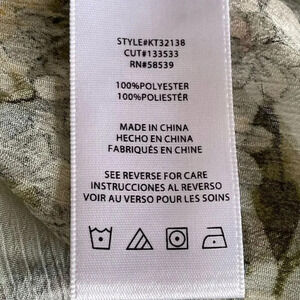 STYLE#KT32138
CUT#133533
RN#58539
100%POLYESTER
100%POLIESTÉR
MADE IN CHINA
HECHO EN CHINA
FABRIQUÉS EN CHINE
SEE REVERSE FOR CARE
INSTRUCCIONES AL REVERSO
VOIR AU VERSO POUR LES SOINS